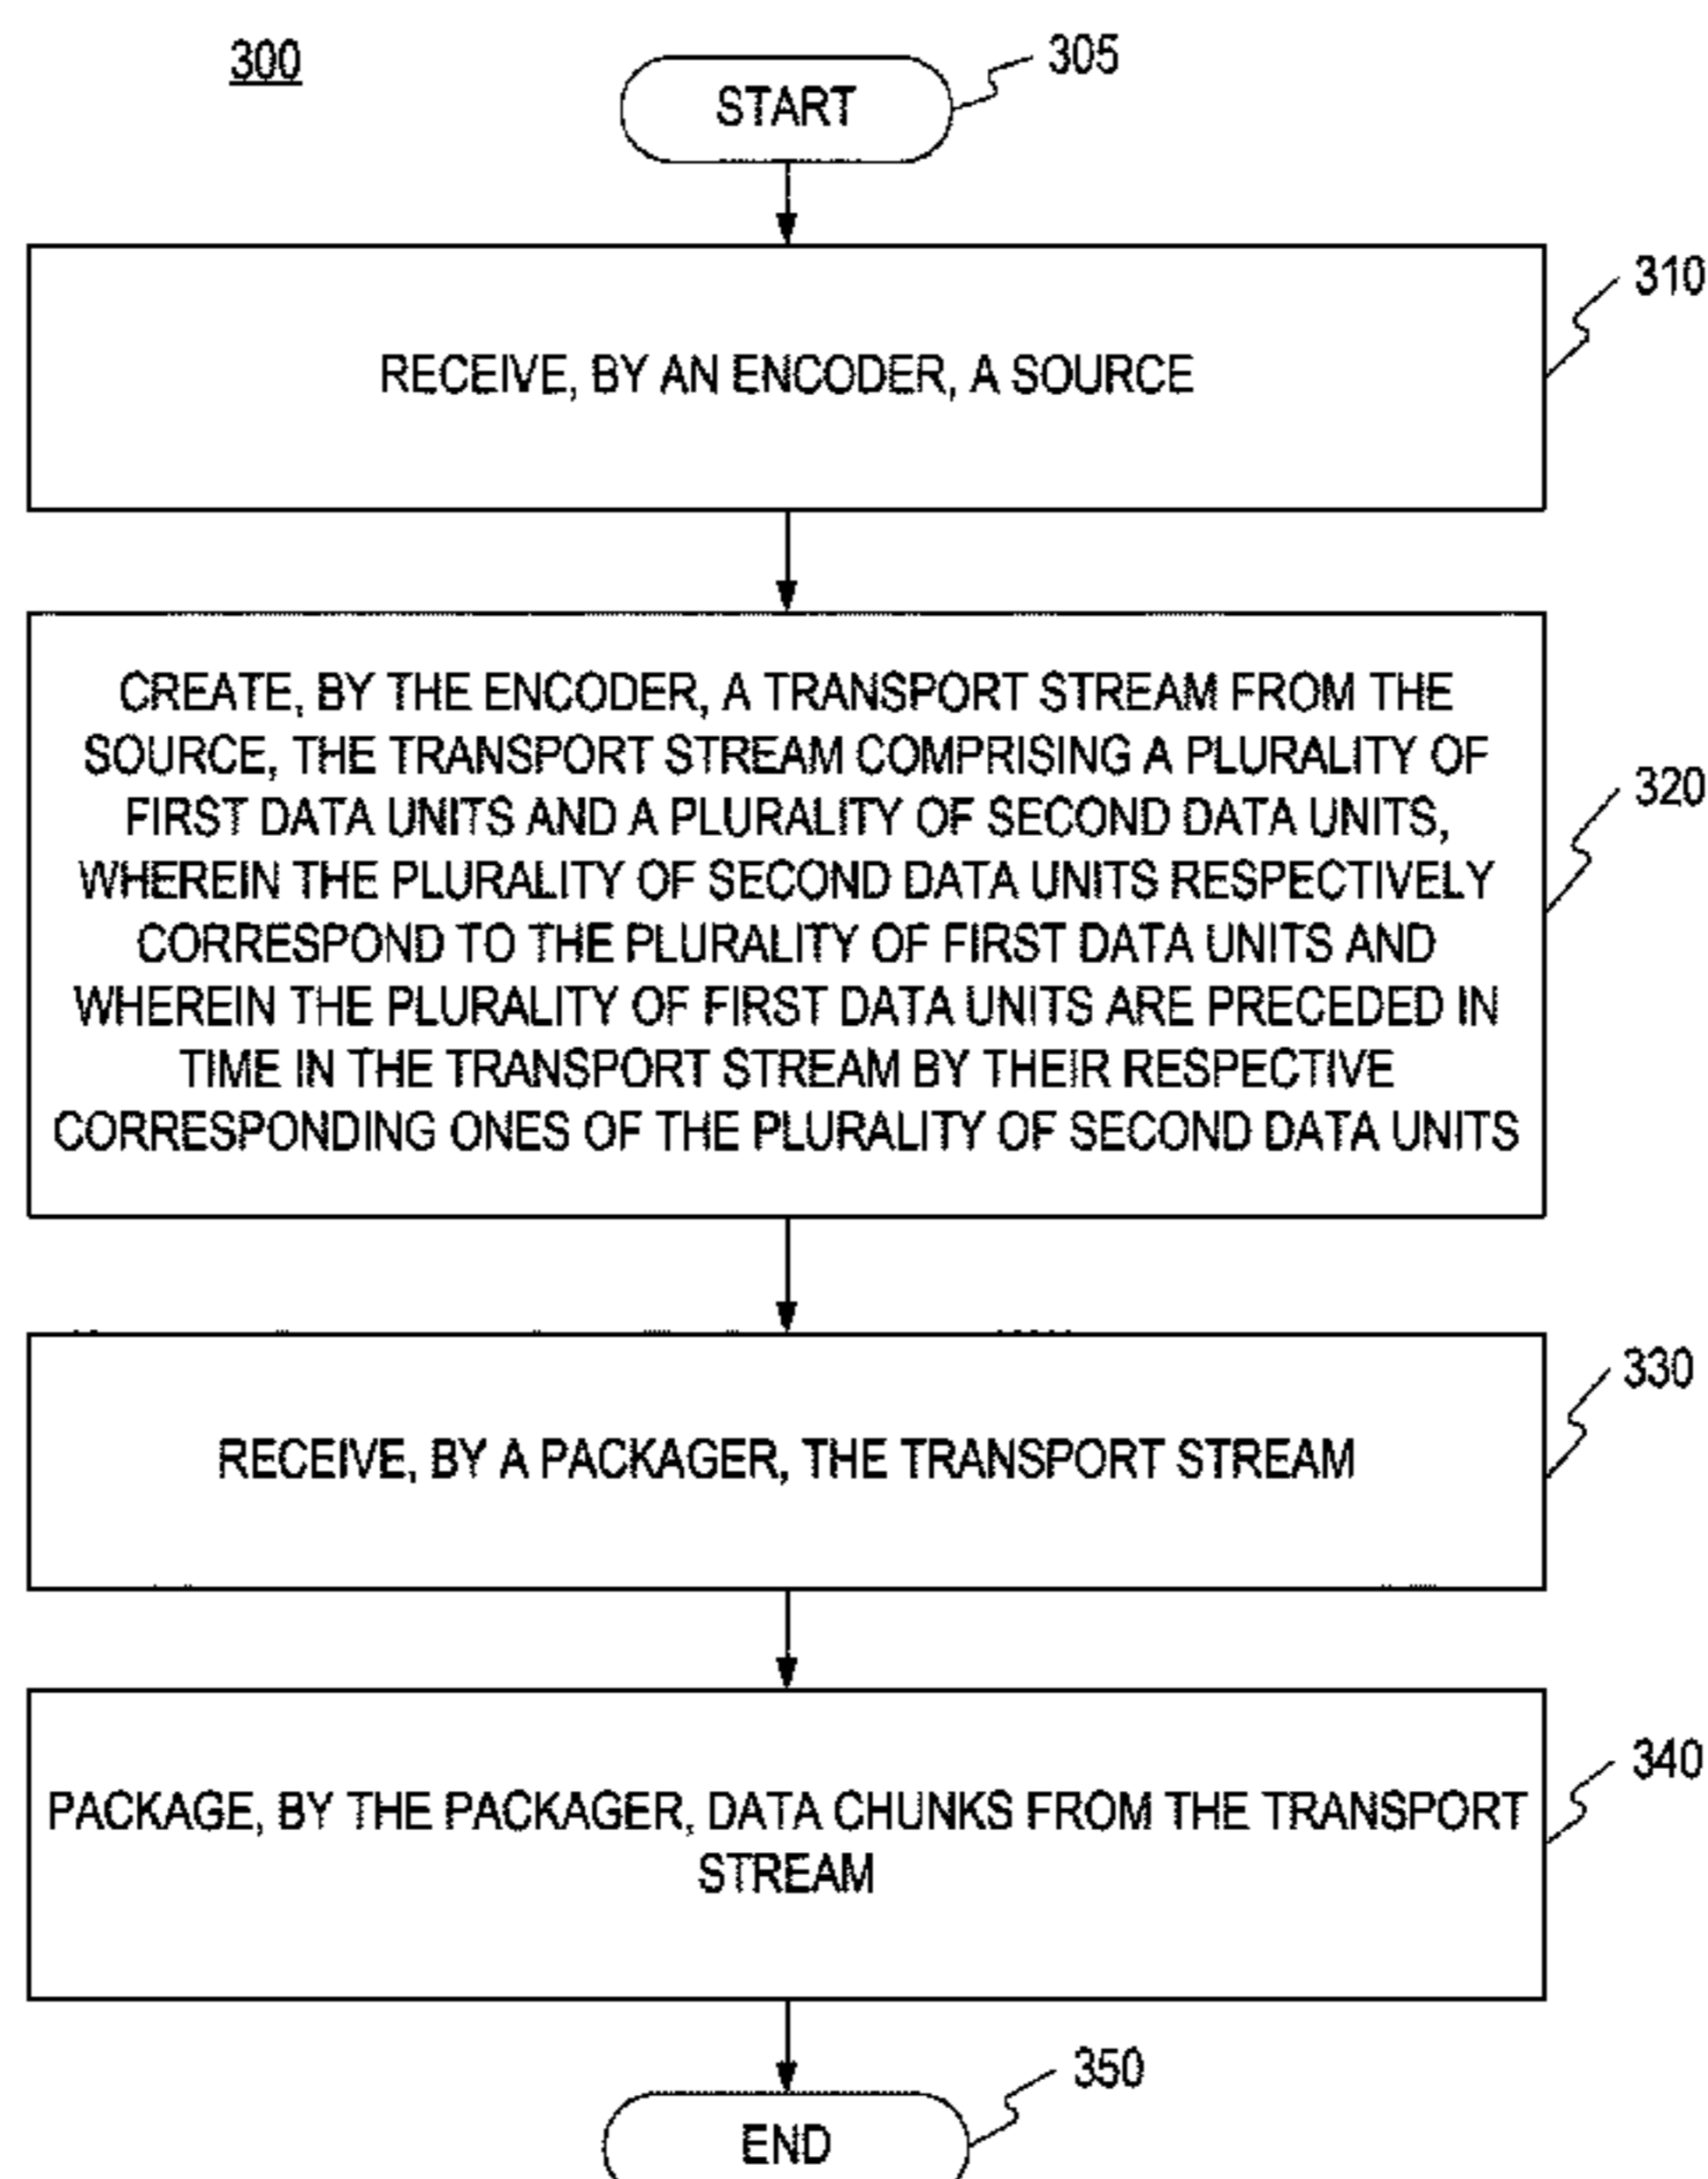 300
START
305
RECEIVE, BY AN ENCODER, A SOURCE
310
CREATE, BY THE ENCODER, A TRANSPORT STREAM FROM THE
SOURCE, THE TRANSPORT STREAM COMPRISING A PLURALITY OF
FIRST DATA UNITS AND A PLURALITY OF SECOND DATA UNITS,
WHEREIN THE PLURALITY OF SECOND DATA UNITS RESPECTIVELY
CORRESPOND TO THE PLURALITY OF FIRST DATA UNITS AND
WHEREIN THE PLURALITY OF FIRST DATA UNITS ARE PRECEDED IN
TIME IN THE TRANSPORT STREAM BY THEIR RESPECTIVE
CORRESPONDING ONES OF THE PLURALITY OF SECOND DATA UNITS
320
RECEIVE, BY A PACKAGER, THE TRANSPORT STREAM
330
PACKAGE, BY THE PACKAGER, DATA CHUNKS FROM THE TRANSPORT
STREAM
340
END
350